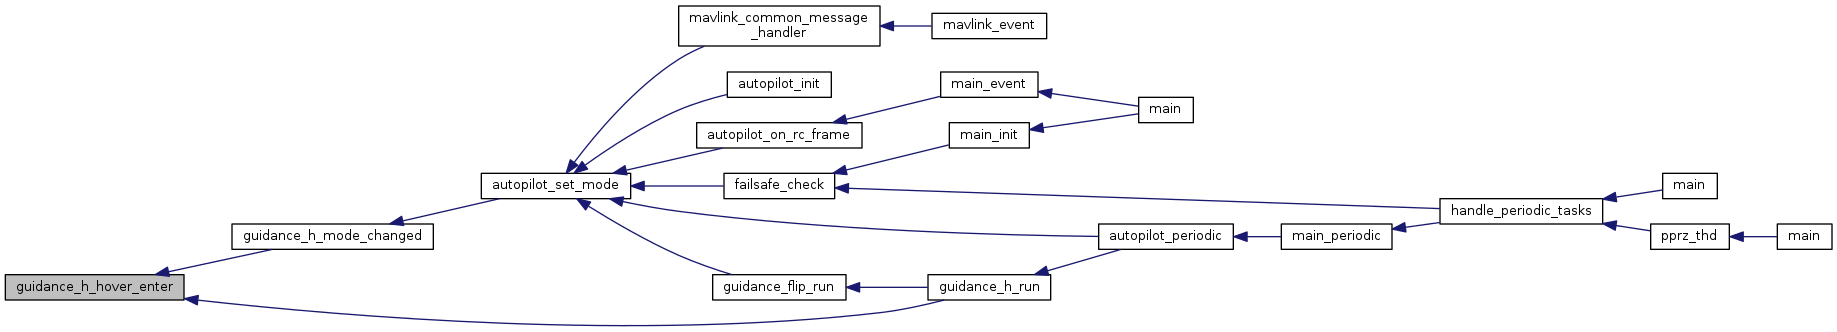 mavlink_common_message
_handler
mavlink_event
autopilot_init
main_event
main
autopilot_on_rc_frame
main_init
autopilot_set_mode
failsafe_check
main
handle_periodic_tasks
guidance_h_mode_changed
autopilot_periodic
main_periodic
pprz_thd
main
guidance_h_hover_enter
guidance_flip_run
guidance_h_run